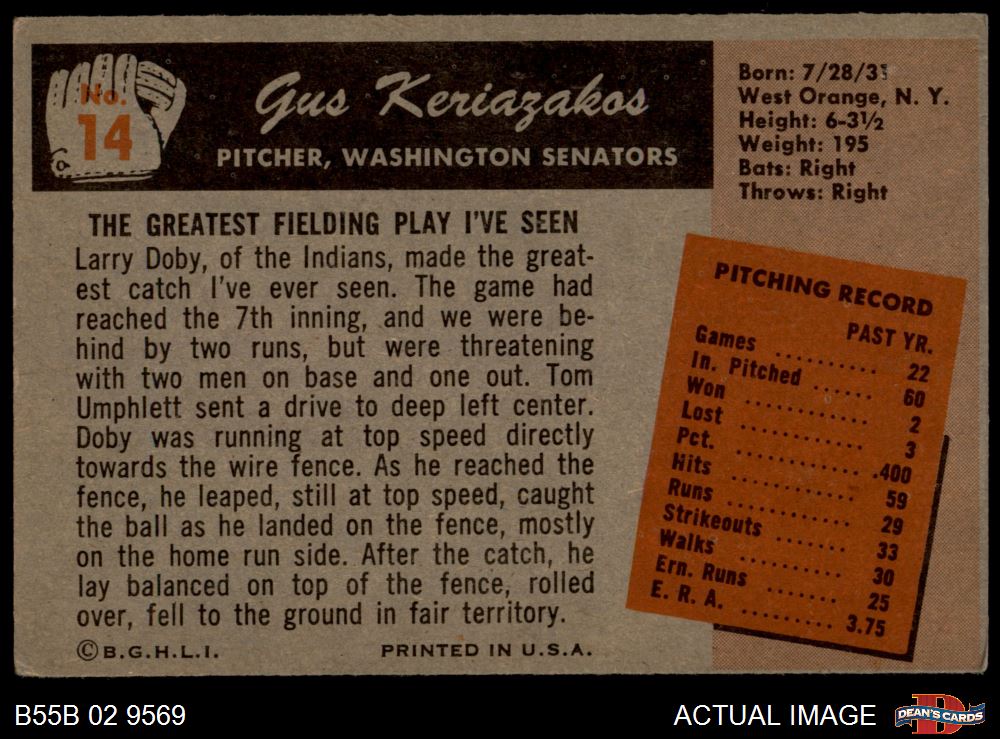 No.
14
Gus Keriazakos
PITCHER, WASHINGTON SENATORS
Born: 7/28/31
West Orange, N. Y.
Height: 6-3½
Weight: 195
Bats: Right
Throws: Right
THE GREATEST FIELDING PLAY I'VE SEEN
Larry Doby, of the Indians, made the great-
est catch I've ever seen. The game had
reached the 7th inning, and we were be-
hind by two runs, but were threatening
with two men on base and one out. Tom
Umphlett sent a drive to deep left center.
Doby was running at top speed directly
towards the wire fence. As he reached the
fence, he leaped, still at top speed, caught
the ball as he landed on the fence, mostly
on the home run side. After the catch, he
lay balanced on top of the fence, rolled
over, fell to the ground in fair territory.
©B.G.H.L.I. PRINTED IN U.S.A.
PITCHING RECORD
PAST YR.
Games ........ 22
In. Pitched ...... 60
Won ............ 2
Lost ............ 3
Pct. ............ .400
Hits ............ 59
Runs ............ 29
Strikeouts ....... 33
Walks .......... 30
Ern. Runs ....... 25
E. R. A. ......... 3.75
B55B 02 9569
ACTUAL IMAGE
D
DEAN'S CARDS